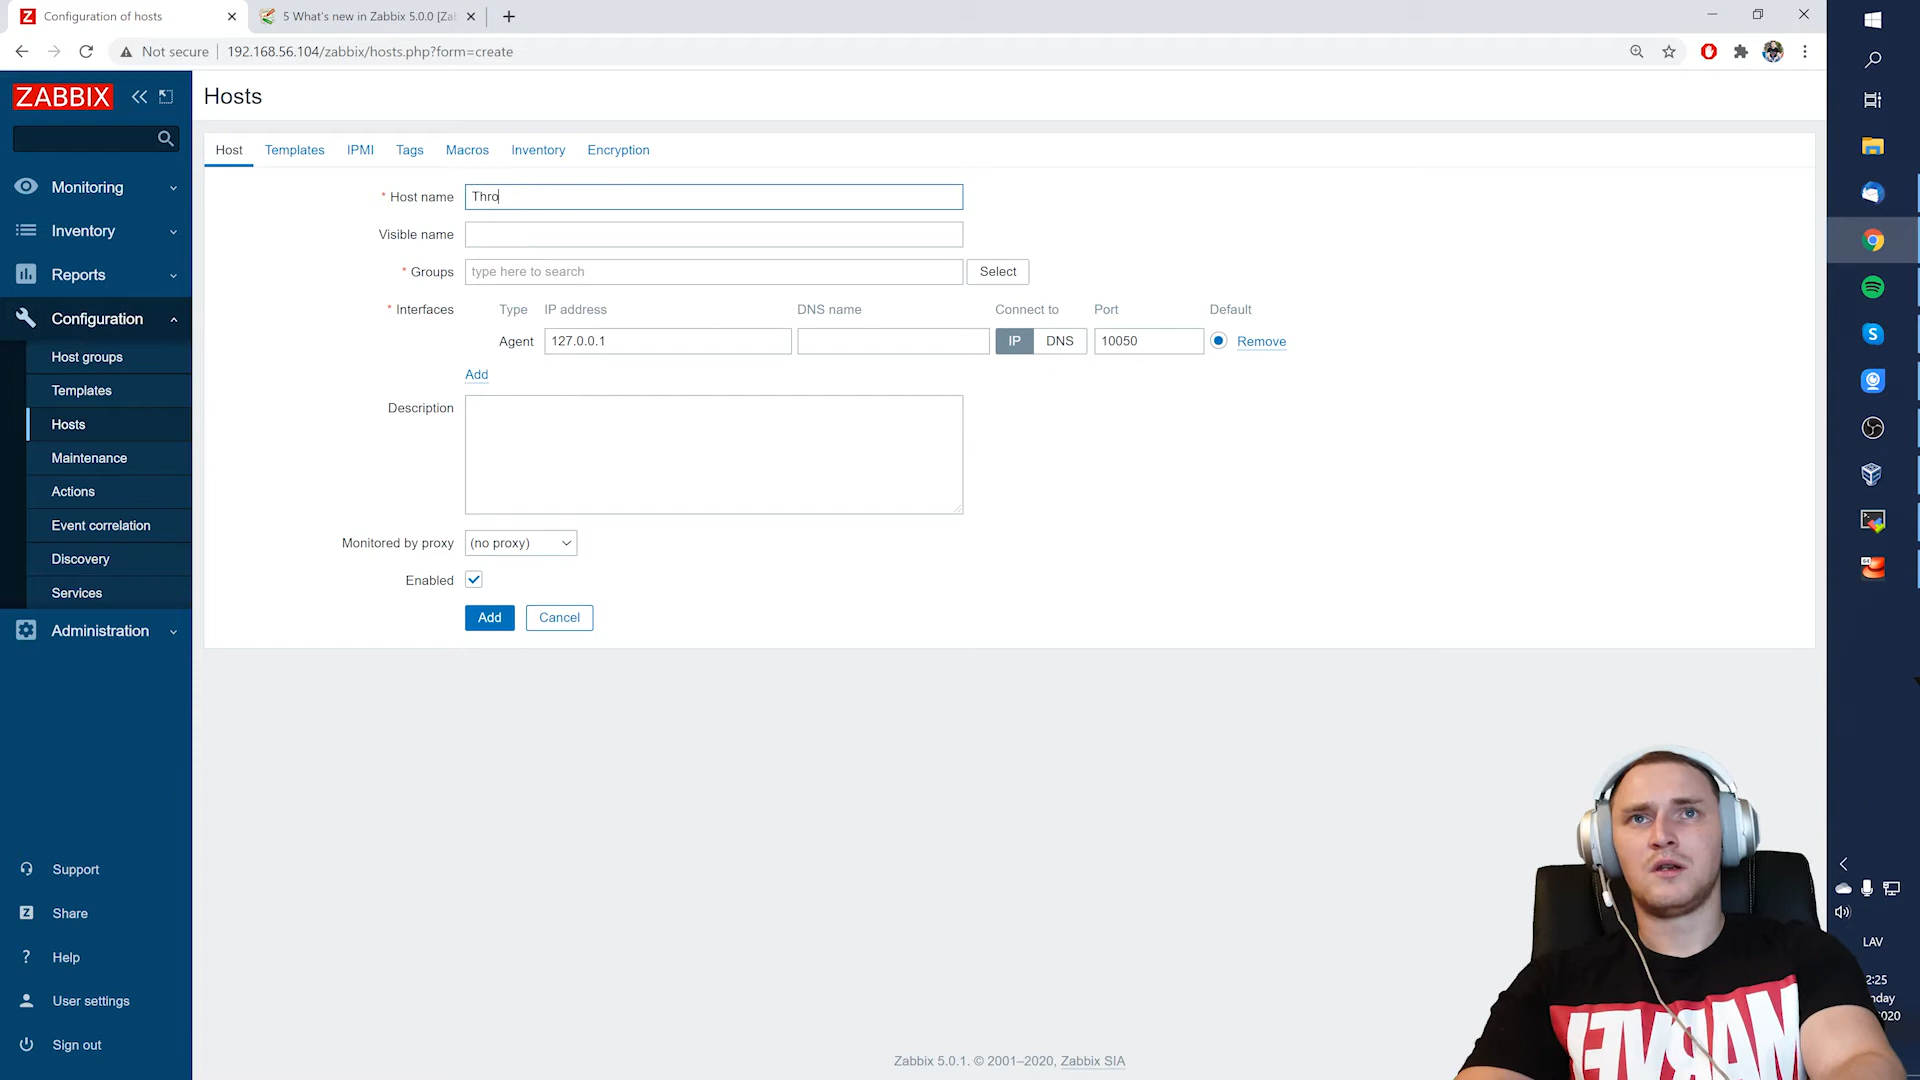 Configuration of hosts
5 What's new in Zabbix 5.0.0 [Za
Not secure
192.168.56.104/zabbix/hosts.php?form=create
ZABBIX
Hosts
Host Templates IPMI Tags Macros Inventory Encryption
* Host name Thro
Visible name
* Groups type here to search Select
* Interfaces Type IP address DNS name Connect to Port Default
Agent 127.0.0.1 IP DNS 10050 Remove
Add
Description
Monitored by proxy (no proxy)
Enabled
Add Cancel
Monitoring
Inventory
Reports
Configuration
Host groups
Templates
Hosts
Maintenance
Actions
Event correlation
Discovery
Services
Administration
Support
Share
Help
User settings
Sign out
Zabbix 5.0.1. © 2001–2020, Zabbix SIA
LAV
2:25
nday
020
MARVEL